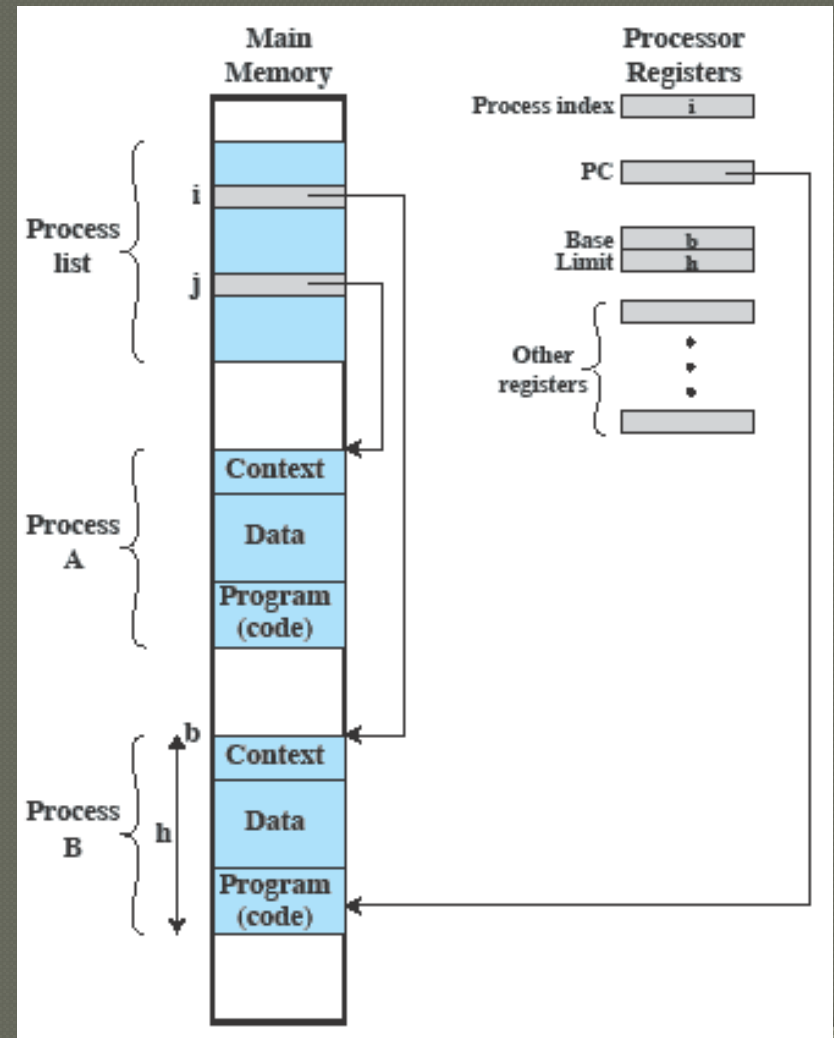 Main
Memory
i
Process
list
j
Context
Process
A
Data
Program
(code)
b
Context
Process
B
h
Data
Program
(code)
Processor
Registers
Process index
i
PC
Base
b
Limit
h
Other
registers